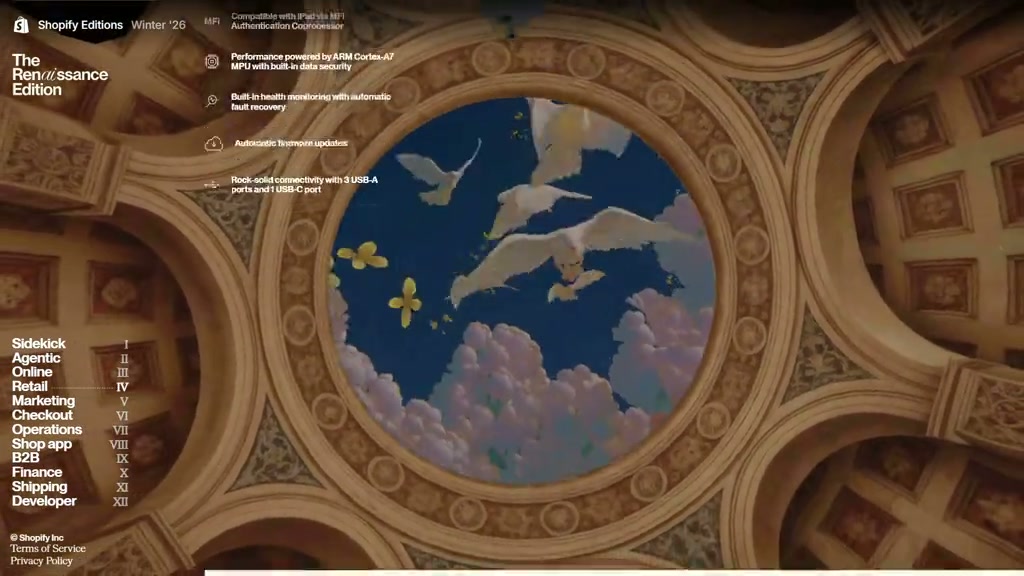 Shopify Editions Winter '26
The
Renaissance
Edition
MFi
Compatible with iPad via MFi
Authentication Coprocessor
Performance powered by ARM Cortex-A7
MPU with built-in data security
Built-in health monitoring with automatic
fault recovery
Automatic firmware updates
Rock-solid connectivity with 3 USB-A
ports and 1 USB-C port
Sidekick I
Agentic II
Online III
Retail IV
Marketing V
Checkout VI
Operations VII
Shop app VIII
B2B IX
Finance X
Shipping XI
Developer XII
© Shopify Inc
Terms of Service
Privacy Policy